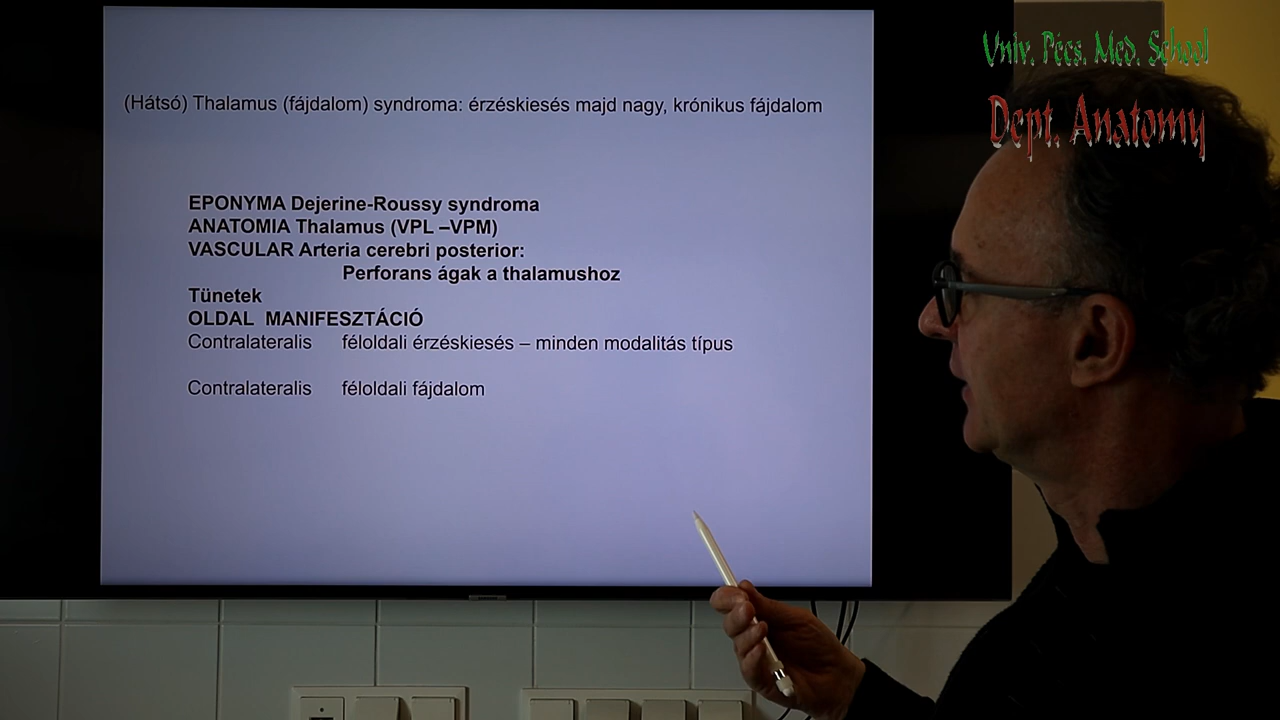 Univ. Pécs. Med. School
Dept. Anatomy
(Hátsó) Thalamus (fájdalom) syndroma: érzéskiesés majd nagy, krónikus fájdalom
EPONYMA Dejerine-Roussy syndroma
ANATOMIA Thalamus (VPL –VPM)
VASCULAR Arteria cerebri posterior:
Perforans ágak a thalamushoz
Tünetek
OLDAL MANIFESZTÁCIÓ
Contralateralis féloldali érzéskiesés – minden modalitás típus
Contralateralis féloldali fájdalom